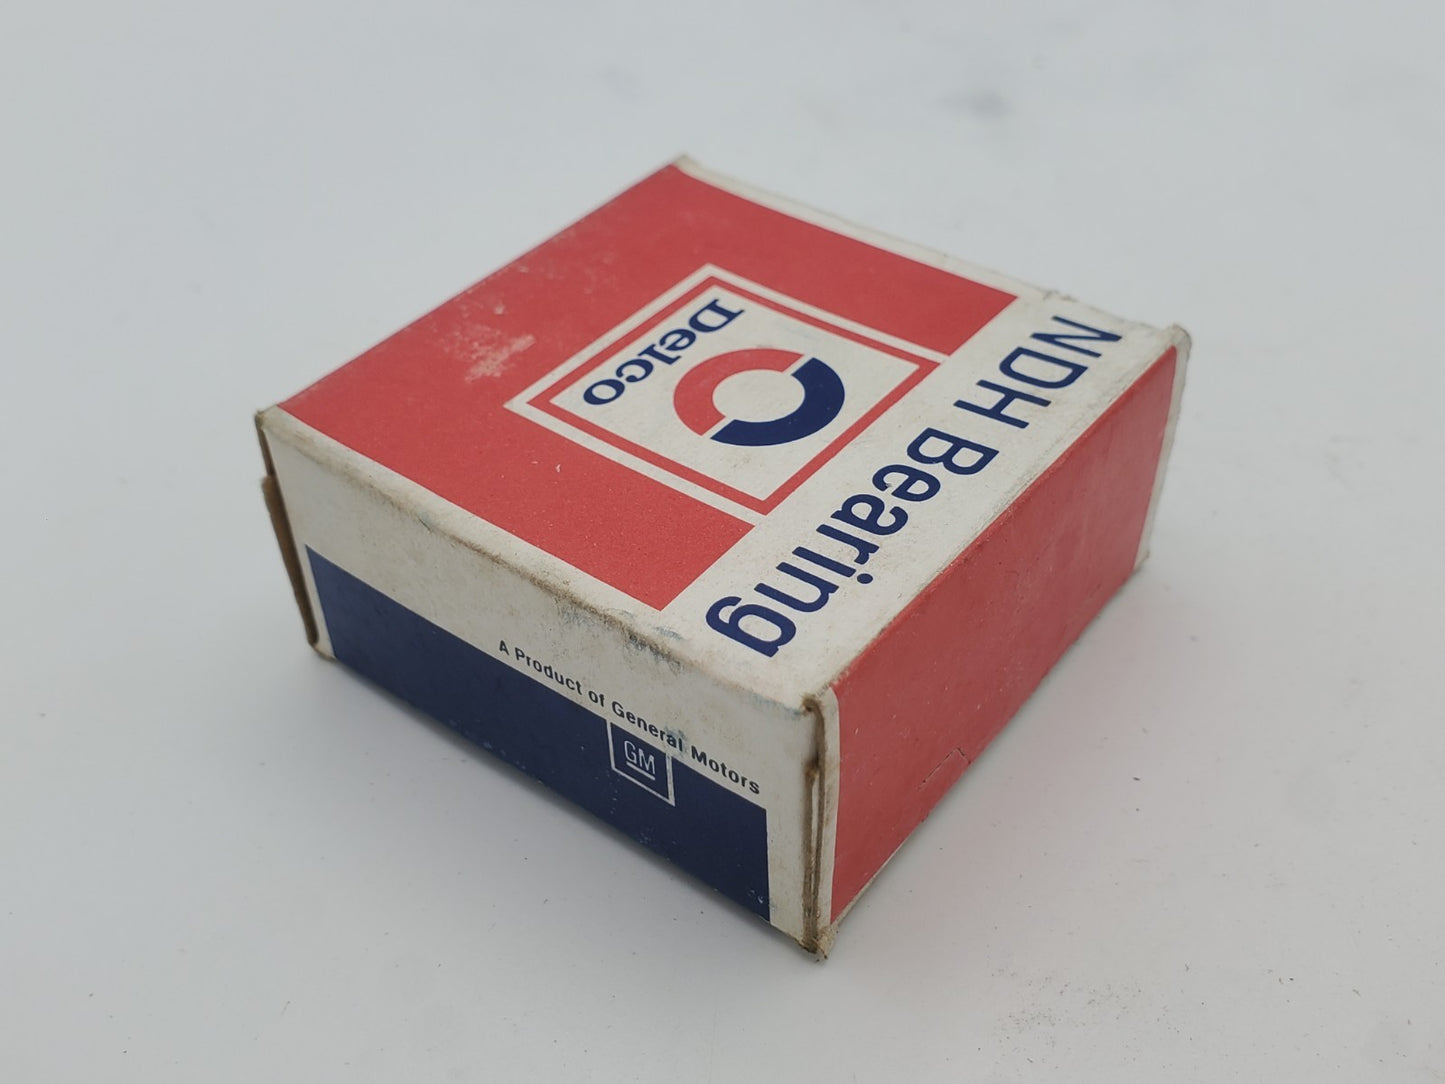 Delco
NDH Bearing
A Product of General Motors
GM